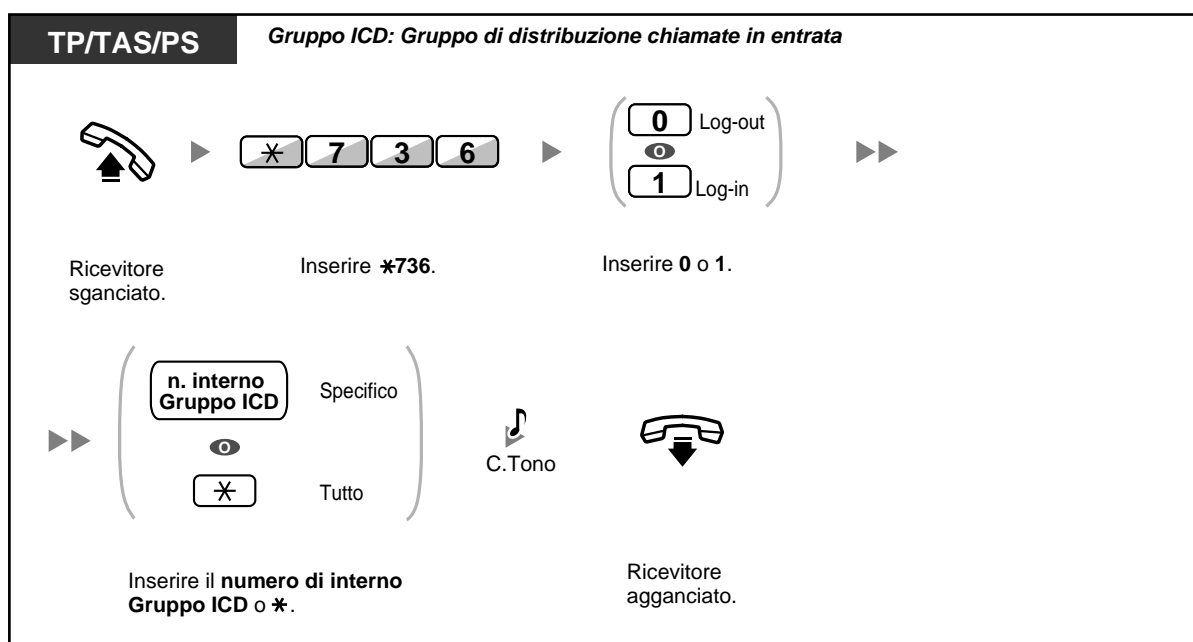 TP/TAS/PS
Gruppo ICD: Gruppo di distribuzione chiamate in entrata
* 7 3 6
0 Log-out
o
1 Log-in
Ricevitore
sganciato.
Inserire *736.
Inserire 0 o 1.
n. interno
Gruppo ICD
Specifico
o
* Tutto
C.Tono
Inserire il numero di interno
Gruppo ICD o *.
Ricevitore
agganciato.